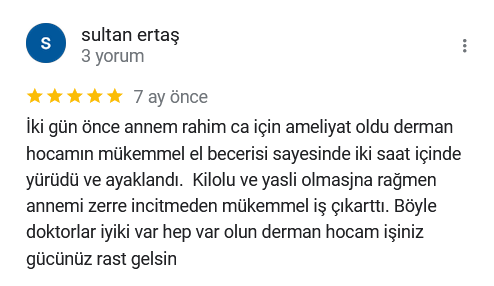 S
sultan ertaş
3 yorum
7 ay önce
İki gün önce annem rahim ca için ameliyat oldu derman
hocamın mükemmel el becerisi sayesinde iki saat içinde
yürüdü ve ayaklandı.  Kilolu ve yasli olmasjna rağmen
annemi zerre incitmeden mükemmel iş çıkarttı. Böyle
doktorlar iyiki var hep var olun derman hocam işiniz
gücünüz rast gelsin